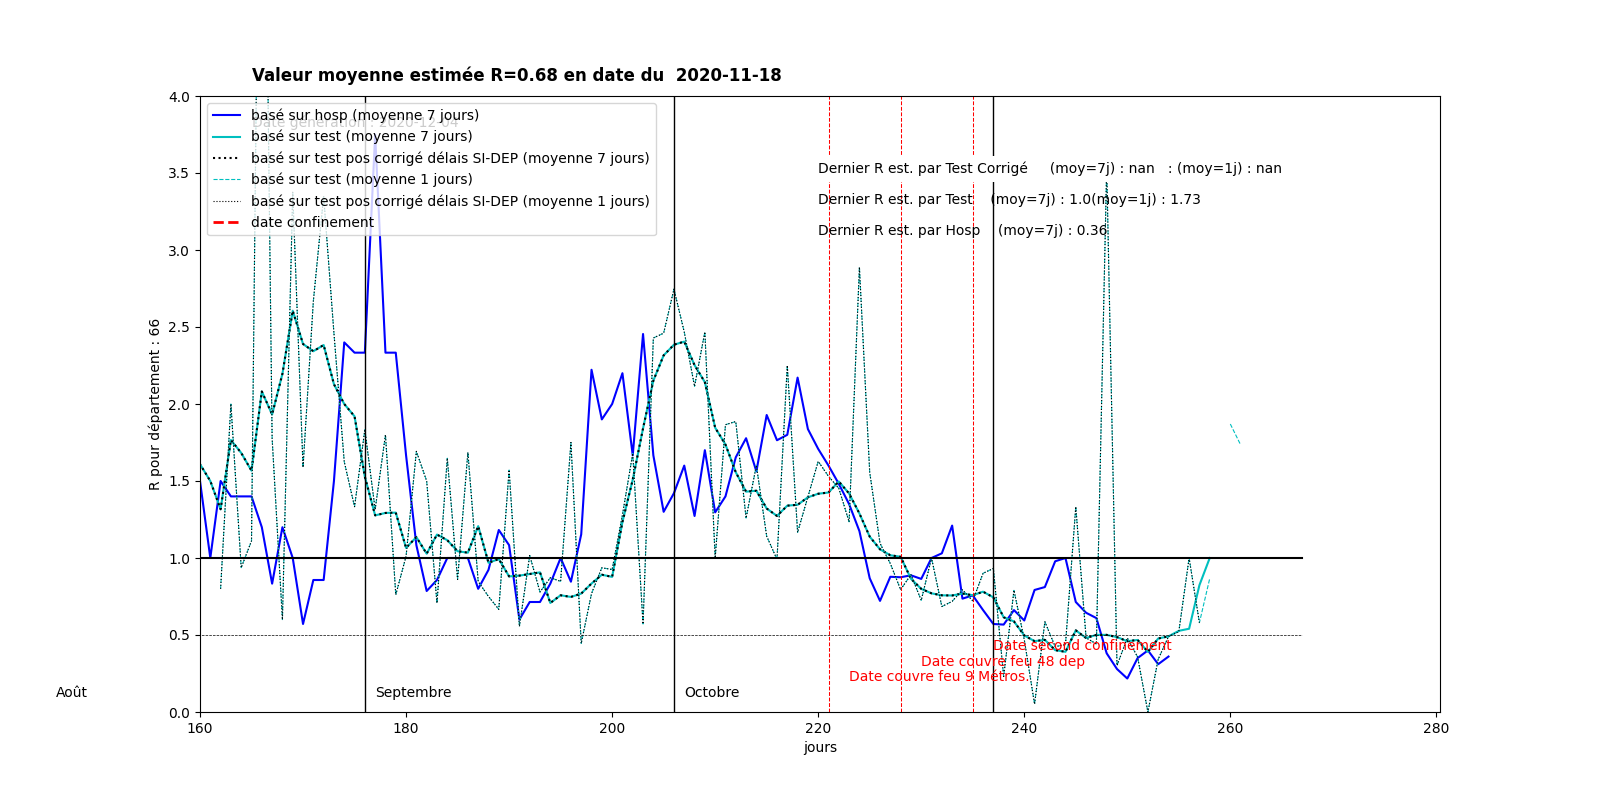 Valeur moyenne estimée R=0.68 en date du  2020-11-18
Date génération : 2020-12-04
basé sur hosp (moyenne 7 jours)
basé sur test (moyenne 7 jours)
basé sur test pos corrigé délais SI-DEP (moyenne 7 jours)
basé sur test (moyenne 1 jours)
basé sur test pos corrigé délais SI-DEP (moyenne 1 jours)
date confinement
Dernier R est. par Test Corrigé     (moy=7j) : nan   : (moy=1j) : nan
Dernier R est. par Test    (moy=7j) : 1.0(moy=1j) : 1.73
Dernier R est. par Hosp    (moy=7j) : 0.36
R pour département : 66
4.0
3.5
3.0
2.5
2.0
1.5
1.0
0.5
0.0
Date second confinement
Date couvre feu 48 dep
Date couvre feu 9 Métros.
Août
Septembre
Octobre
160
180
200
220
240
260
280
jours